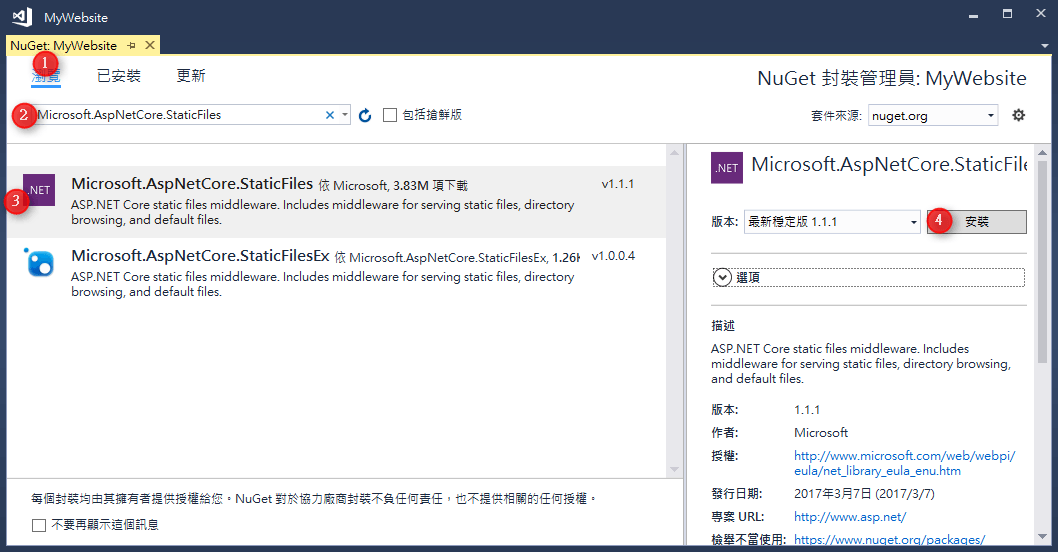 MyWebsite
NuGet: MyWebsite
1
瀏覽 已安裝 更新
NuGet 封裝管理員: MyWebsite
2
Microsoft.AspNetCore.StaticFiles
包括搶鮮版
套件來源: nuget.org
3
.NET
Microsoft.AspNetCore.StaticFiles 依 Microsoft, 3.83M 項下載 v1.1.1
ASP.NET Core static files middleware. Includes middleware for serving static files, directory
browsing, and default files.
Microsoft.AspNetCore.StaticFilesEx 依 Microsoft.AspNetCore.StaticFilesEx, 1.26K v1.0.0.4
ASP.NET Core static files middleware. Includes middleware for serving static files, directory
browsing, and default files.
每個封裝均由其擁有者提供授權給您。NuGet 對於協力廠商封裝不負任何責任，也不提供相關的任何授權。
不要再顯示這個訊息
.NET
Microsoft.AspNetCore.StaticFile
版本: 最新穩定版 1.1.1
4
安裝
選項
描述
ASP.NET Core static files middleware. Includes
middleware for serving static files, directory browsing,
and default files.
版本: 1.1.1
作者: Microsoft
授權: http://www.microsoft.com/web/webpi/
eula/net_library_eula_enu.htm
發行日期: 2017年3月7日 (2017/3/7)
專案 URL: http://www.asp.net/
檢舉不當使用: https://www.nuget.org/packages/